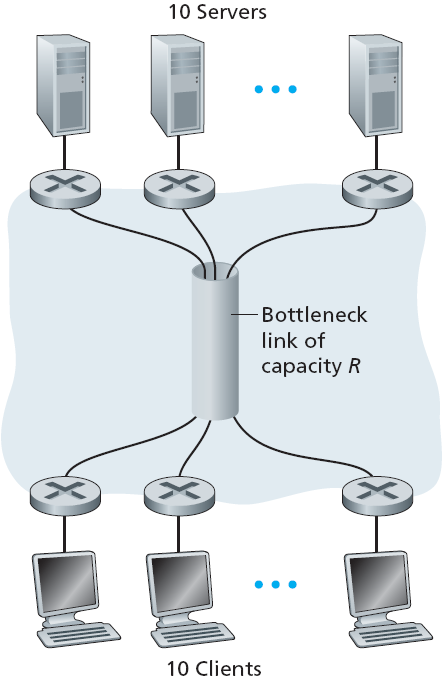 10 Servers
Bottleneck
link of
capacity R
10 Clients